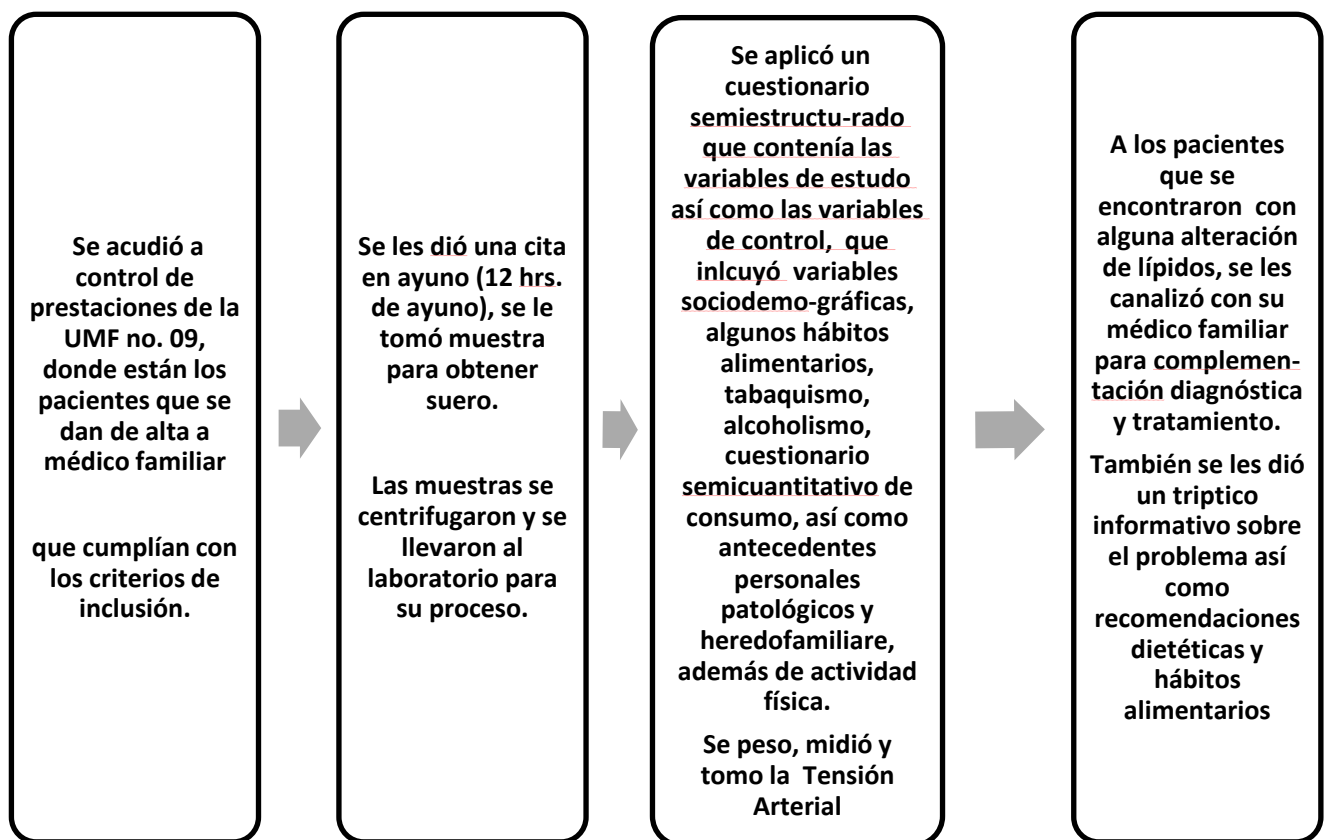 Se acudió a
control de
prestaciones de la
UMF no. 09,
donde están los
pacientes que se
dan de alta a
médico familiar
que cumplían con
los criterios de
inclusión.
Se les dió una cita
en ayuno (12 hrs.
de ayuno), se le
tomó muestra
para obtener
suero.
Las muestras se
centrifugaron y se
llevaron al
laboratorio para
su proceso.
Se aplicó un
cuestionario
semiestructu-rado
que contenía las
variables de estudo
así como las variables
de control, que
inlcuyó variables
sociodemo-gráficas,
algunos hábitos
alimentarios,
tabaquismo,
alcoholismo,
cuestionario
semicuantitativo de
consumo, así como
antecedentes
personales
patológicos y
heredofamiliare,
además de actividad
física.
Se peso, midió y
tomo la Tensión
Arterial
A los pacientes
que se
encontraron con
alguna alteración
de lípidos, se les
canalizó con su
médico familiar
para complemen-
tación diagnóstica
y tratamiento.
También se les dió
un triptico
informativo sobre
el problema así
como
recomendaciones
dietéticas y
hábitos
alimentarios